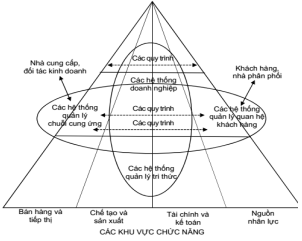 Các quy trình
Nhà cung cấp,
đối tác kinh doanh
Khách hàng,
nhà phân phối
Các hệ thống
doanh nghiệp
Các hệ thống
quản lý
chuỗi cung ứng
Các quy trình
Các quy trình
Các hệ thống
quản lý quan hệ
khách hàng
Các hệ thống
quản lý tri thức
Bán hàng và
tiếp thị
Chế tạo và
sản xuất
Tài chính và
kế toán
Nguồn
nhân lực
CÁC KHU VỰC CHỨC NĂNG